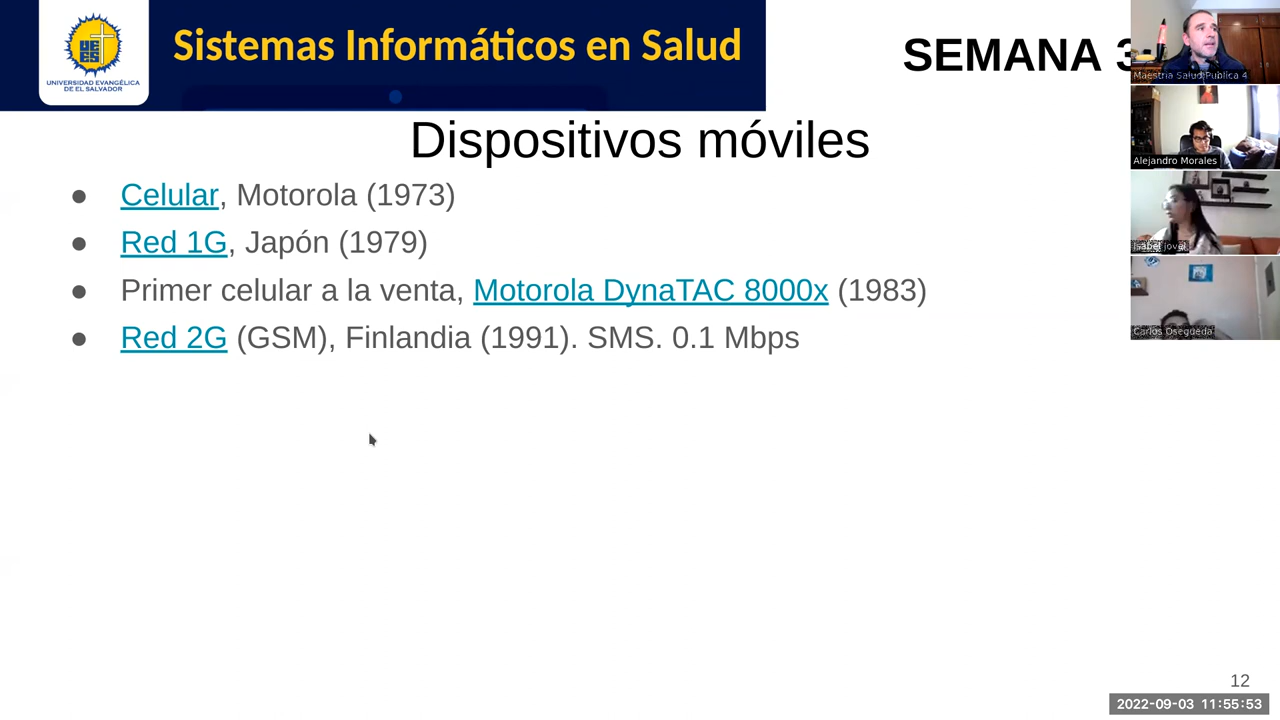 Sistemas Informáticos en Salud
UNIVERSIDAD EVANGÉLICA
DE EL SALVADOR
SEMANA 3
Dispositivos móviles
● Celular, Motorola (1973)
● Red 1G, Japón (1979)
● Primer celular a la venta, Motorola DynaTAC 8000x (1983)
● Red 2G (GSM), Finlandia (1991). SMS. 0.1 Mbps
Maestria Salud Publica 4
Alejandro Morales
Isabel jovel
Carlos Osegueda
12
2022-09-03 11:55:53